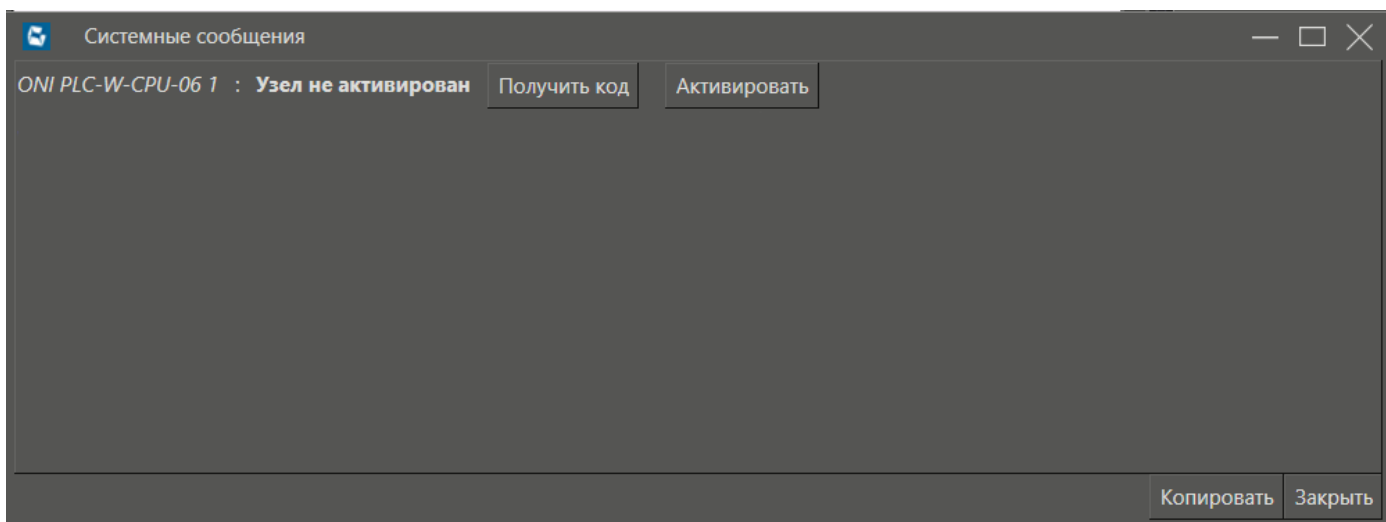 Системные сообщения
ONI PLC-W-CPU-06 1 : Узел не активирован Получить код Активировать
Копировать Закрыть